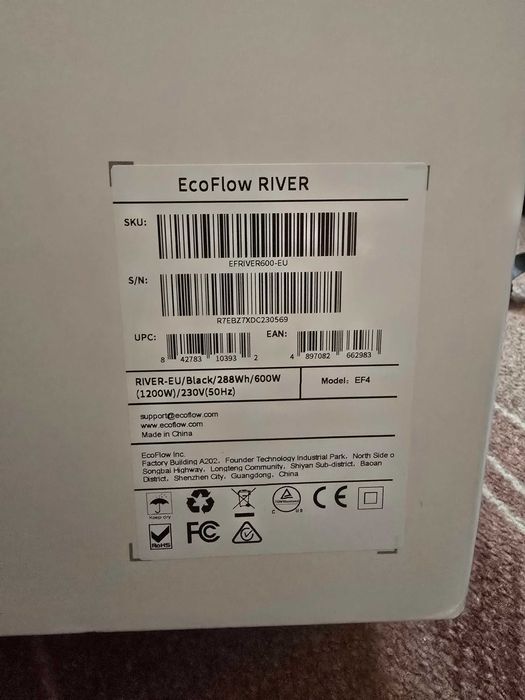 EcoFlow RIVER
SKU:
EFRIVER600-EU
S/N:
R7EBZ7XDC230569
UPC:
8 42783 10393 2
EAN:
4 897082 662983
RIVER-EU/Black/288Wh/600W
(1200W)/230V(50Hz)
Model: EF4
support@ecoflow.com
www.ecoflow.com
Made in China
EcoFlow Inc.
Factory Building A202, Founder Technology Industrial Park, North Side o
Songbai Highway, Longteng Community, Shiyan Sub-district, Baoan
District, Shenzhen City, Guangdong, China
Keep dry
C US
CE
RoHS
FC